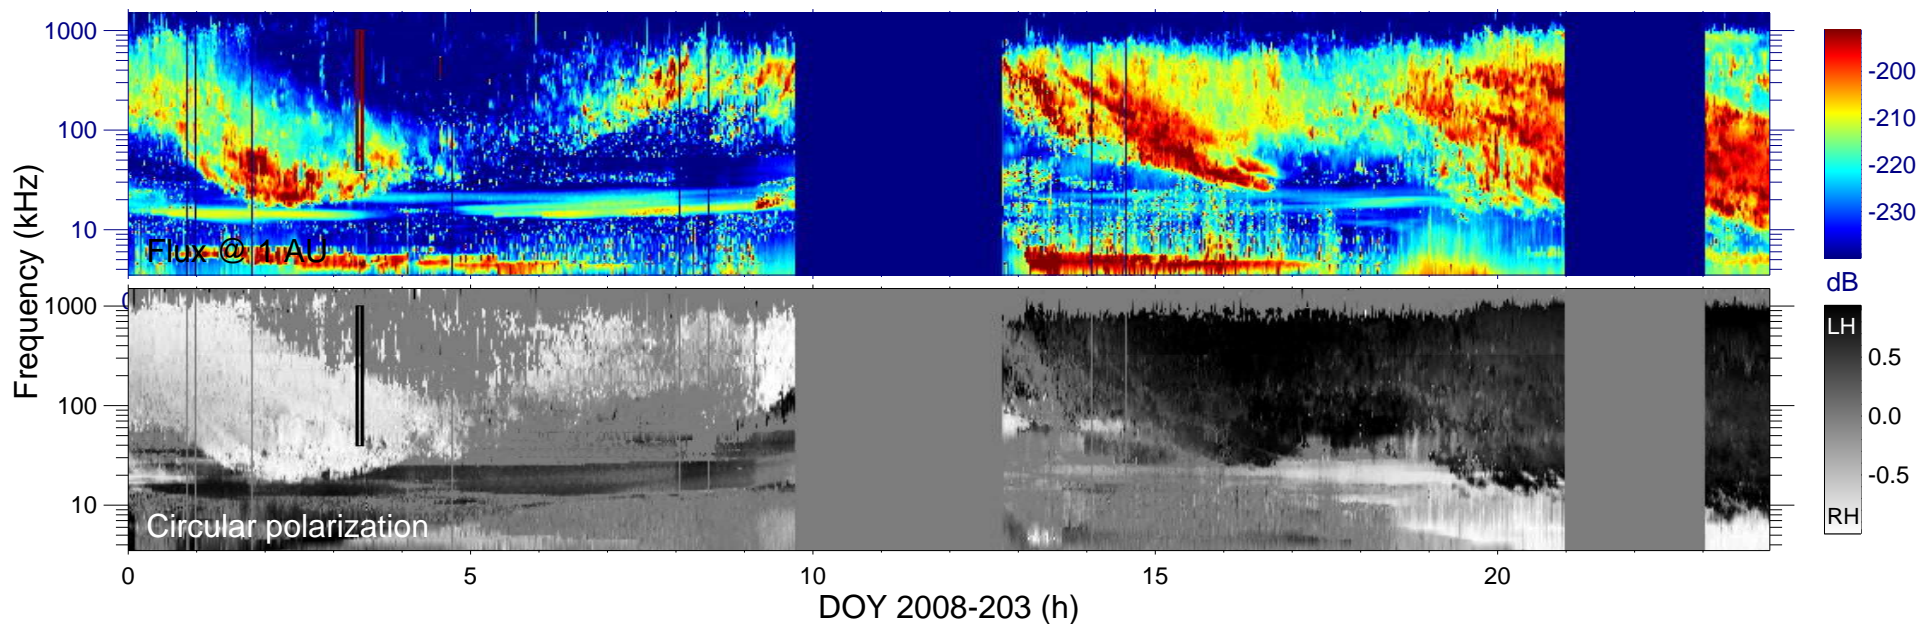 1000
100
10
Flux @ 1 AU
-200
-210
-220
-230
dB
0
1000
100
10
Circular polarization
LH
0.5
0.0
-0.5
RH
Frequency (kHz)
0 5 10 15 20
DOY 2008-203 (h)